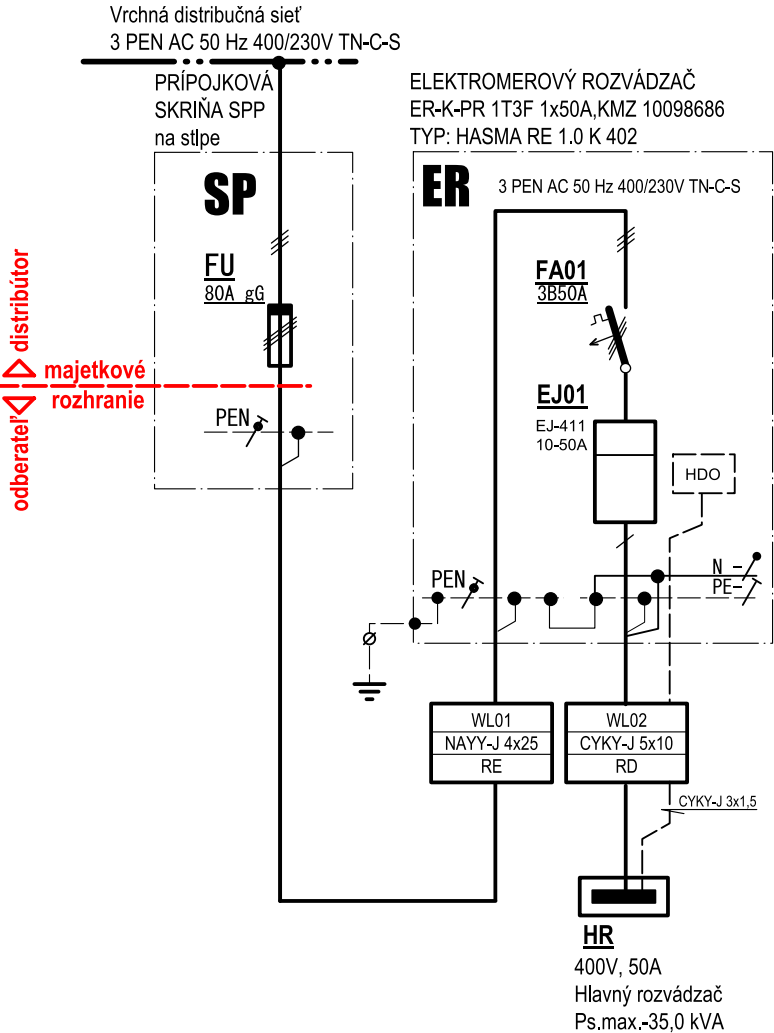 Vrchná distribučná sieť
3 PEN AC 50 Hz 400/230V TN-C-S
PRÍPOJKOVÁ
SKRIŇA SPP
na stĺpe
ELEKTROMEROVÝ ROZVÁDZAČ
ER-K-PR 1T3F 1x50A,KMZ 10098686
TYP: HASMA RE 1.0 K 402
SP
ER
3 PEN AC 50 Hz 400/230V TN-C-S
FU
80A gG
FA01
3B50A
distribútor
majetkové
rozhranie
odberateľ
PEN
EJ01
EJ-411
10-50A
HDO
PEN
N
PE
WL01
NAYY-J 4x25
RE
WL02
CYKY-J 5x10
RD
CYKY-J 3x1,5
HR
400V, 50A
Hlavný rozvádzač
Ps.max.-35,0 kVA